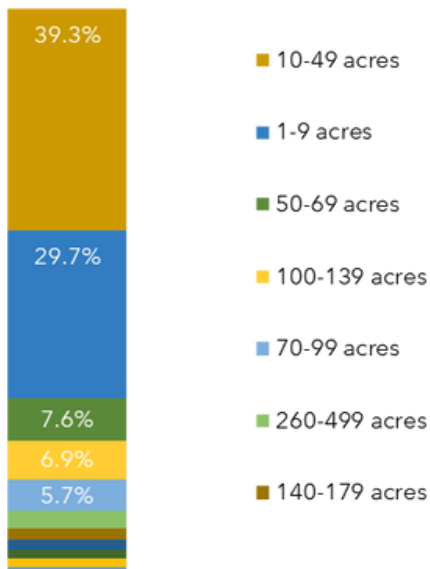 39.3%
29.7%
7.6%
6.9%
5.7%
10-49 acres
1-9 acres
50-69 acres
100-139 acres
70-99 acres
260-499 acres
140-179 acres